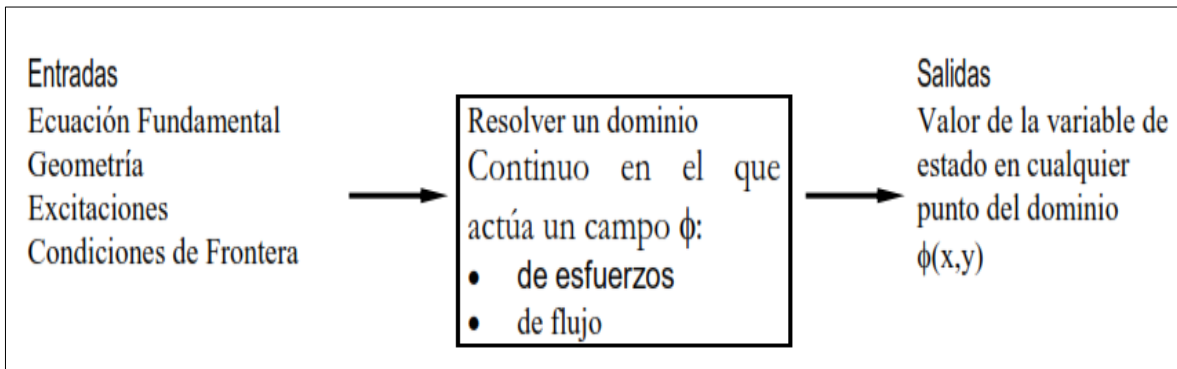 Entradas
Ecuación Fundamental
Geometría
Excitaciones
Condiciones de Frontera
Resolver un dominio
Continuo en el que
actúa un campo ϕ:
• de esfuerzos
• de flujo
Salidas
Valor de la variable de
estado en cualquier
punto del dominio
ϕ(x,y)